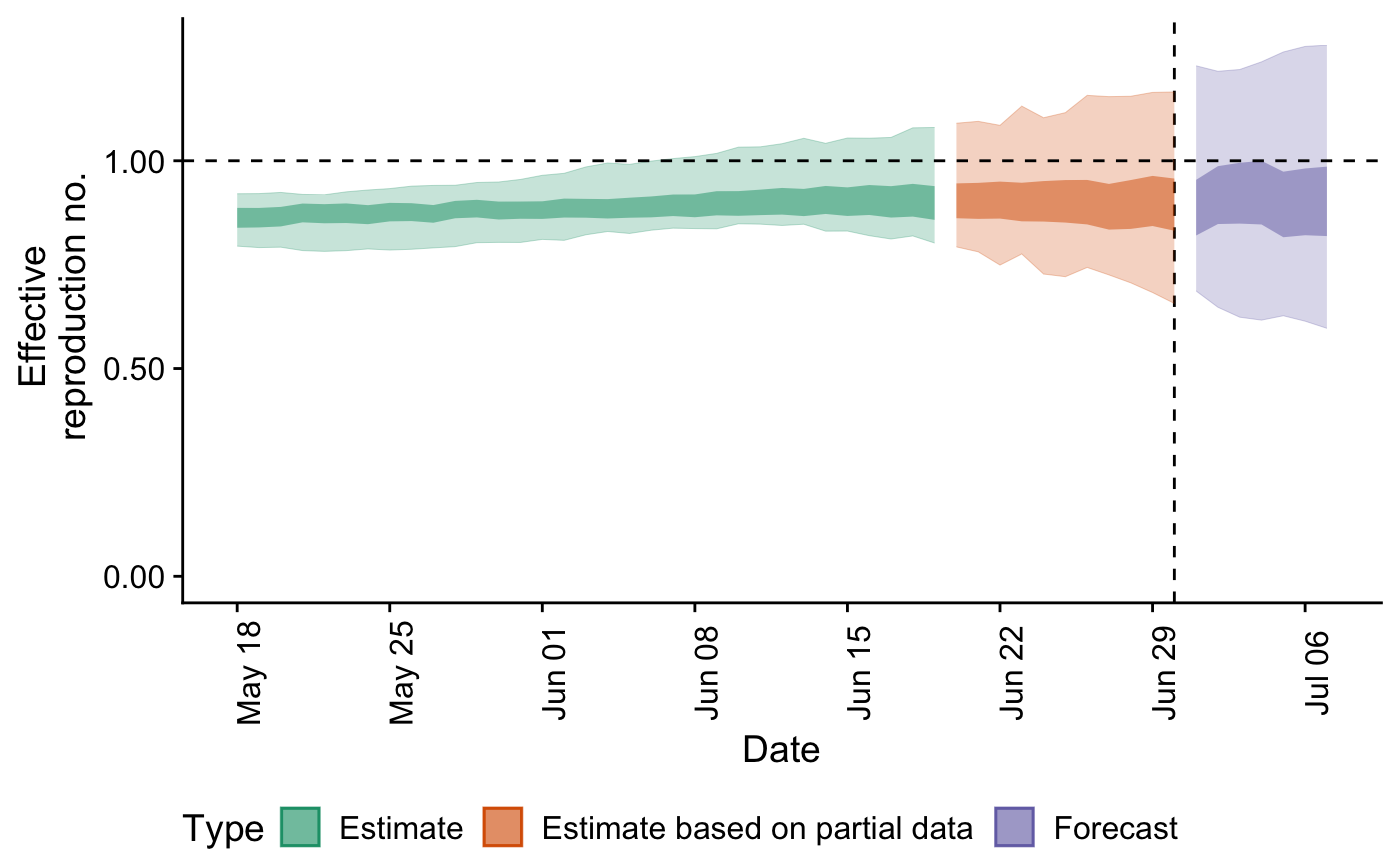 Effective
reproduction no.
1.00
0.50
0.00
May 18
May 25
Jun 01
Jun 08
Jun 15
Jun 22
Jun 29
Jul 06
Date
Type Estimate Estimate based on partial data Forecast